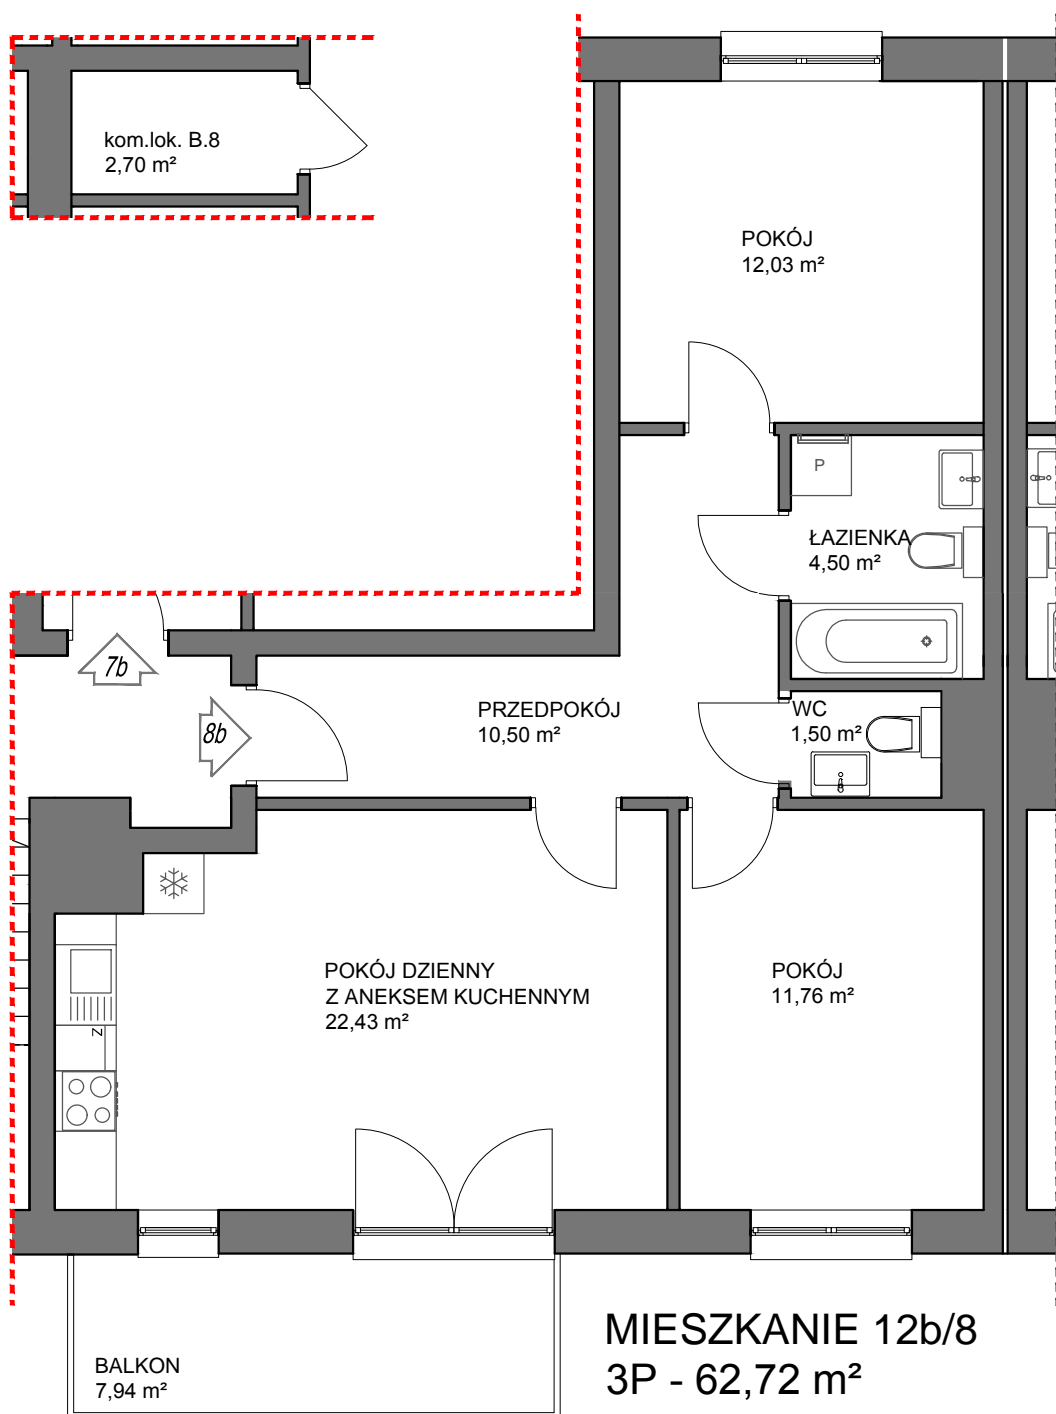 kom.lok. B.8
2,70 m²
POKÓJ
12,03 m²
P
ŁAZIENKA
4,50 m²
7b
8b
PRZEDPOKÓJ
10,50 m²
WC
1,50 m²
POKÓJ DZIENNY
Z ANEKSEM KUCHENNYM
22,43 m²
POKÓJ
11,76 m²
Z
BALKON
7,94 m²
MIESZKANIE 12b/8
3P - 62,72 m²